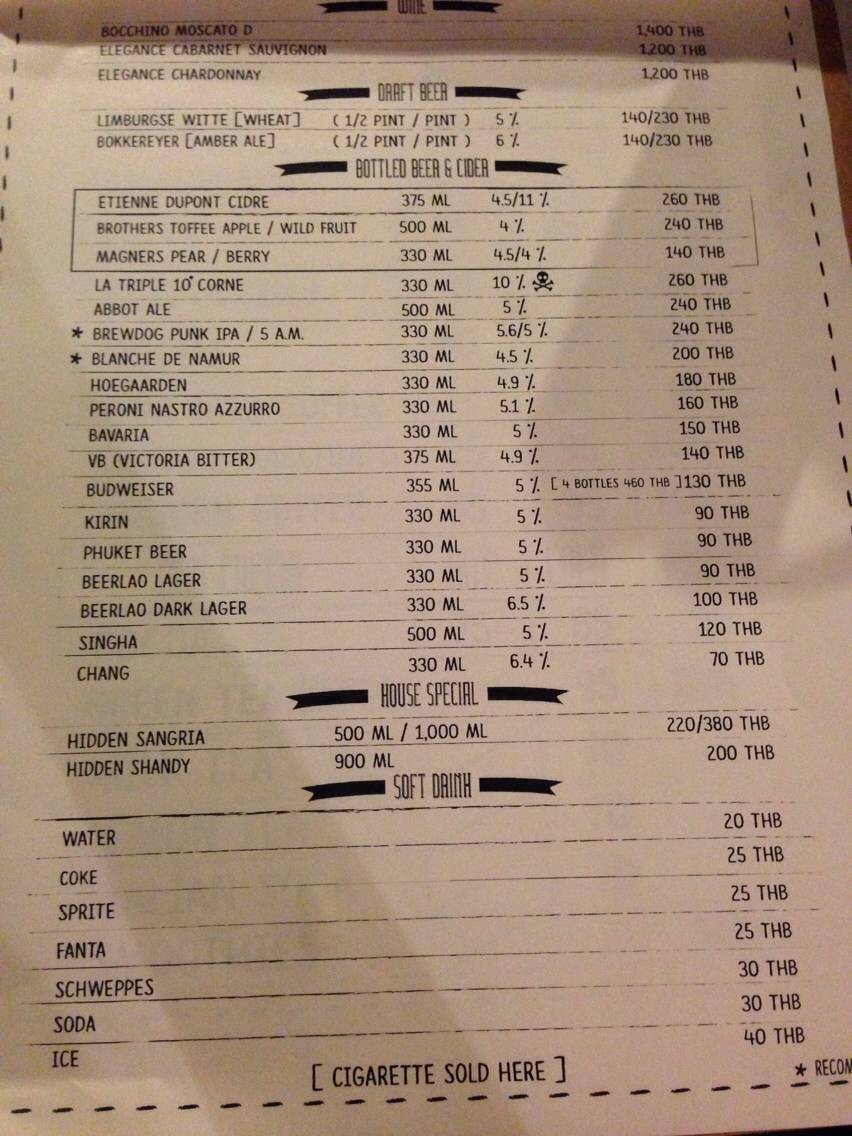 WINE
BOCCHINO MOSCATO D 1,400 THB
ELEGANCE CABARNET SAUVIGNON 1,200 THB
ELEGANCE CHARDONNAY 1,200 THB
DRAFT BEER
LIMBURGSE WITTE [WHEAT] ( 1/2 PINT / PINT ) 5 % 140/230 THB
BOKKEREYER [AMBER ALE] ( 1/2 PINT / PINT ) 6 % 140/230 THB
BOTTLED BEER & CIDER
ETIENNE DUPONT CIDRE 375 ML 4.5/11 % 260 THB
BROTHERS TOFFEE APPLE / WILD FRUIT 500 ML 4 % 240 THB
MAGNERS PEAR / BERRY 330 ML 4.5/4 % 140 THB
LA TRIPLE 10° CORNE 330 ML 10 % 260 THB
ABBOT ALE 500 ML 5 % 240 THB
* BREWDOG PUNK IPA / 5 A.M. 330 ML 5.6/5 % 240 THB
* BLANCHE DE NAMUR 330 ML 4.5 % 200 THB
HOEGAARDEN 330 ML 4.9 % 180 THB
PERONI NASTRO AZZURRO 330 ML 5.1 % 160 THB
BAVARIA 330 ML 5 % 150 THB
VB (VICTORIA BITTER) 375 ML 4.9 % 140 THB
BUDWEISER 355 ML 5 % [ 4 BOTTLES 460 THB ] 130 THB
KIRIN 330 ML 5 % 90 THB
PHUKET BEER 330 ML 5 % 90 THB
BEERLAO LAGER 330 ML 5 % 90 THB
BEERLAO DARK LAGER 330 ML 6.5 % 100 THB
SINGHA 500 ML 5 % 120 THB
CHANG 330 ML 6.4 % 70 THB
HOUSE SPECIAL
HIDDEN SANGRIA 500 ML / 1,000 ML 220/380 THB
HIDDEN SHANDY 900 ML 200 THB
SOFT DRINK
WATER 20 THB
COKE 25 THB
SPRITE 25 THB
FANTA 25 THB
SCHWEPPES 30 THB
SODA 30 THB
ICE 40 THB
[ CIGARETTE SOLD HERE ]
* RECOM